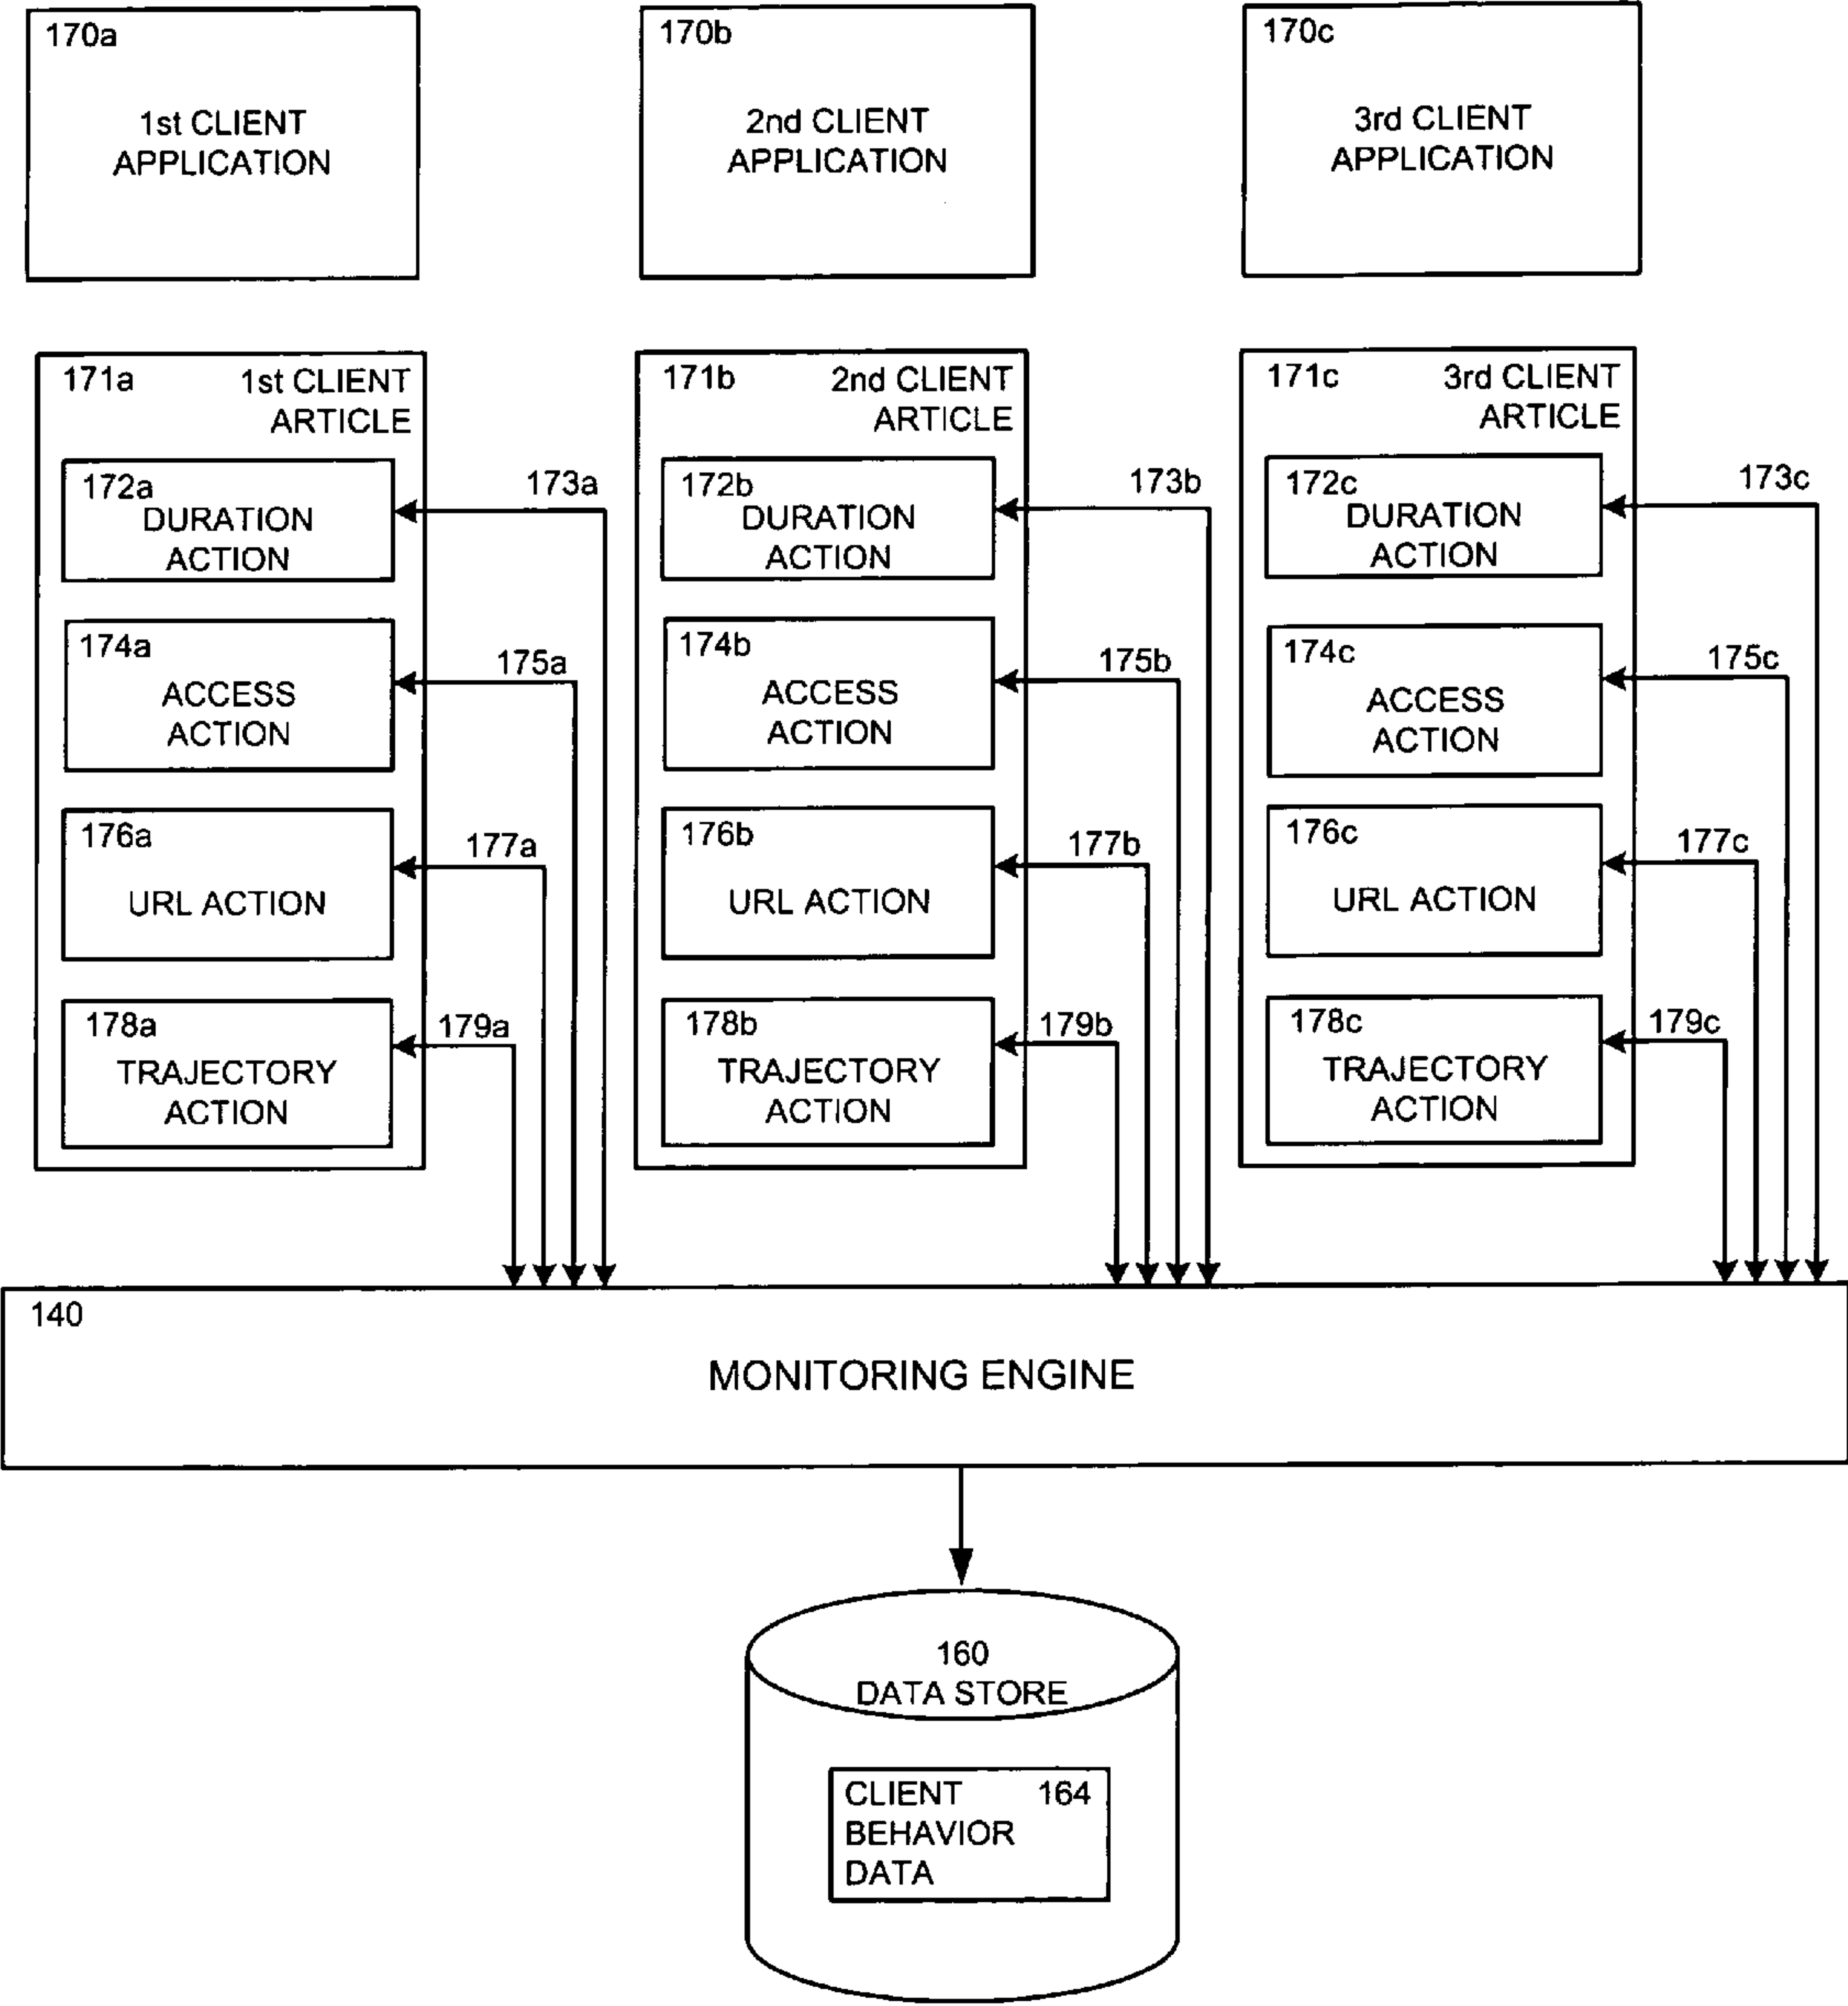 170a
1st CLIENT
APPLICATION
170b
2nd CLIENT
APPLICATION
170c
3rd CLIENT
APPLICATION
171a 1st CLIENT
ARTICLE
172a
DURATION
ACTION
173a
174a
ACCESS
ACTION
175a
176a
URL ACTION
177a
178a
TRAJECTORY
ACTION
179a
171b 2nd CLIENT
ARTICLE
172b
DURATION
ACTION
173b
174b
ACCESS
ACTION
175b
176b
URL ACTION
177b
178b
TRAJECTORY
ACTION
179b
171c 3rd CLIENT
ARTICLE
172c
DURATION
ACTION
173c
174c
ACCESS
ACTION
175c
176c
URL ACTION
177c
178c
TRAJECTORY
ACTION
179c
140
MONITORING ENGINE
160
DATA STORE
CLIENT 164
BEHAVIOR
DATA